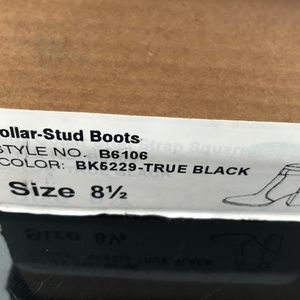 ollar-Stud Boots
STYLE NO. B6106
COLOR: BK5229-TRUE BLACK
Size 8½